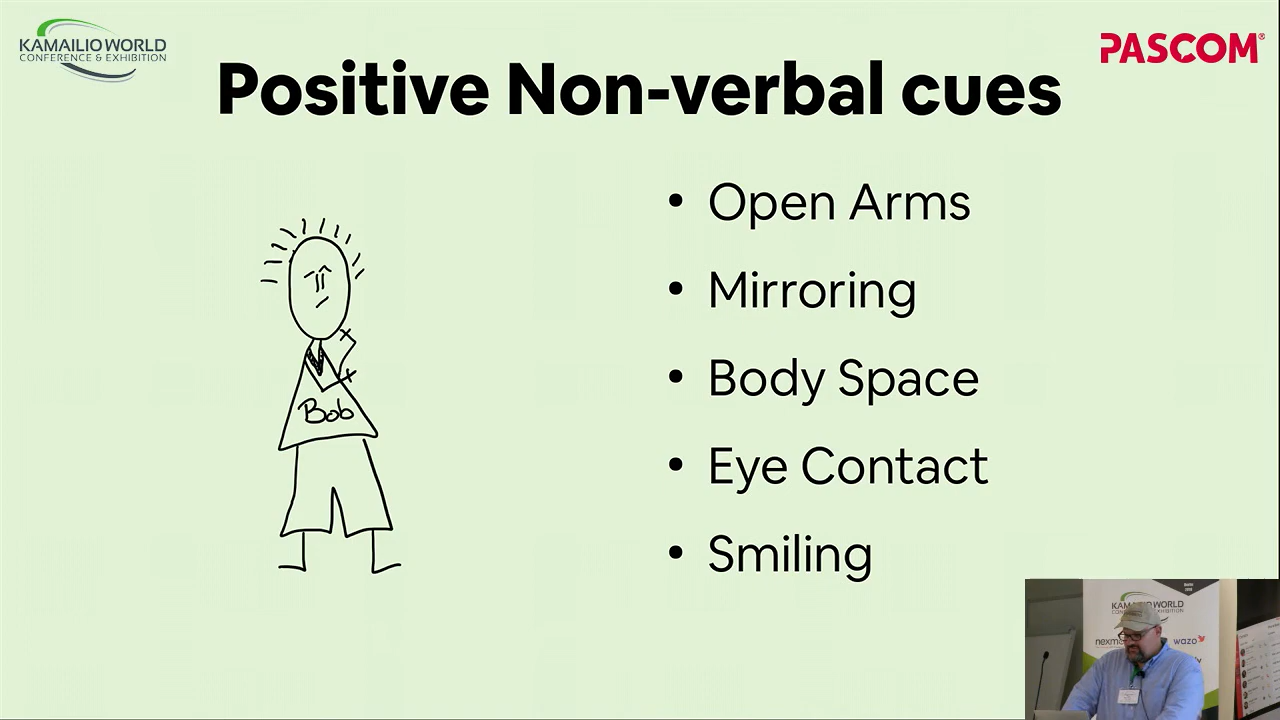 KAMAILIO WORLD
CONFERENCE & EXHIBITION
PASCOM®
Positive Non-verbal cues
• Open Arms
• Mirroring
• Body Space
• Eye Contact
• Smiling
Bob
KAMAILIO WORLD
wazo